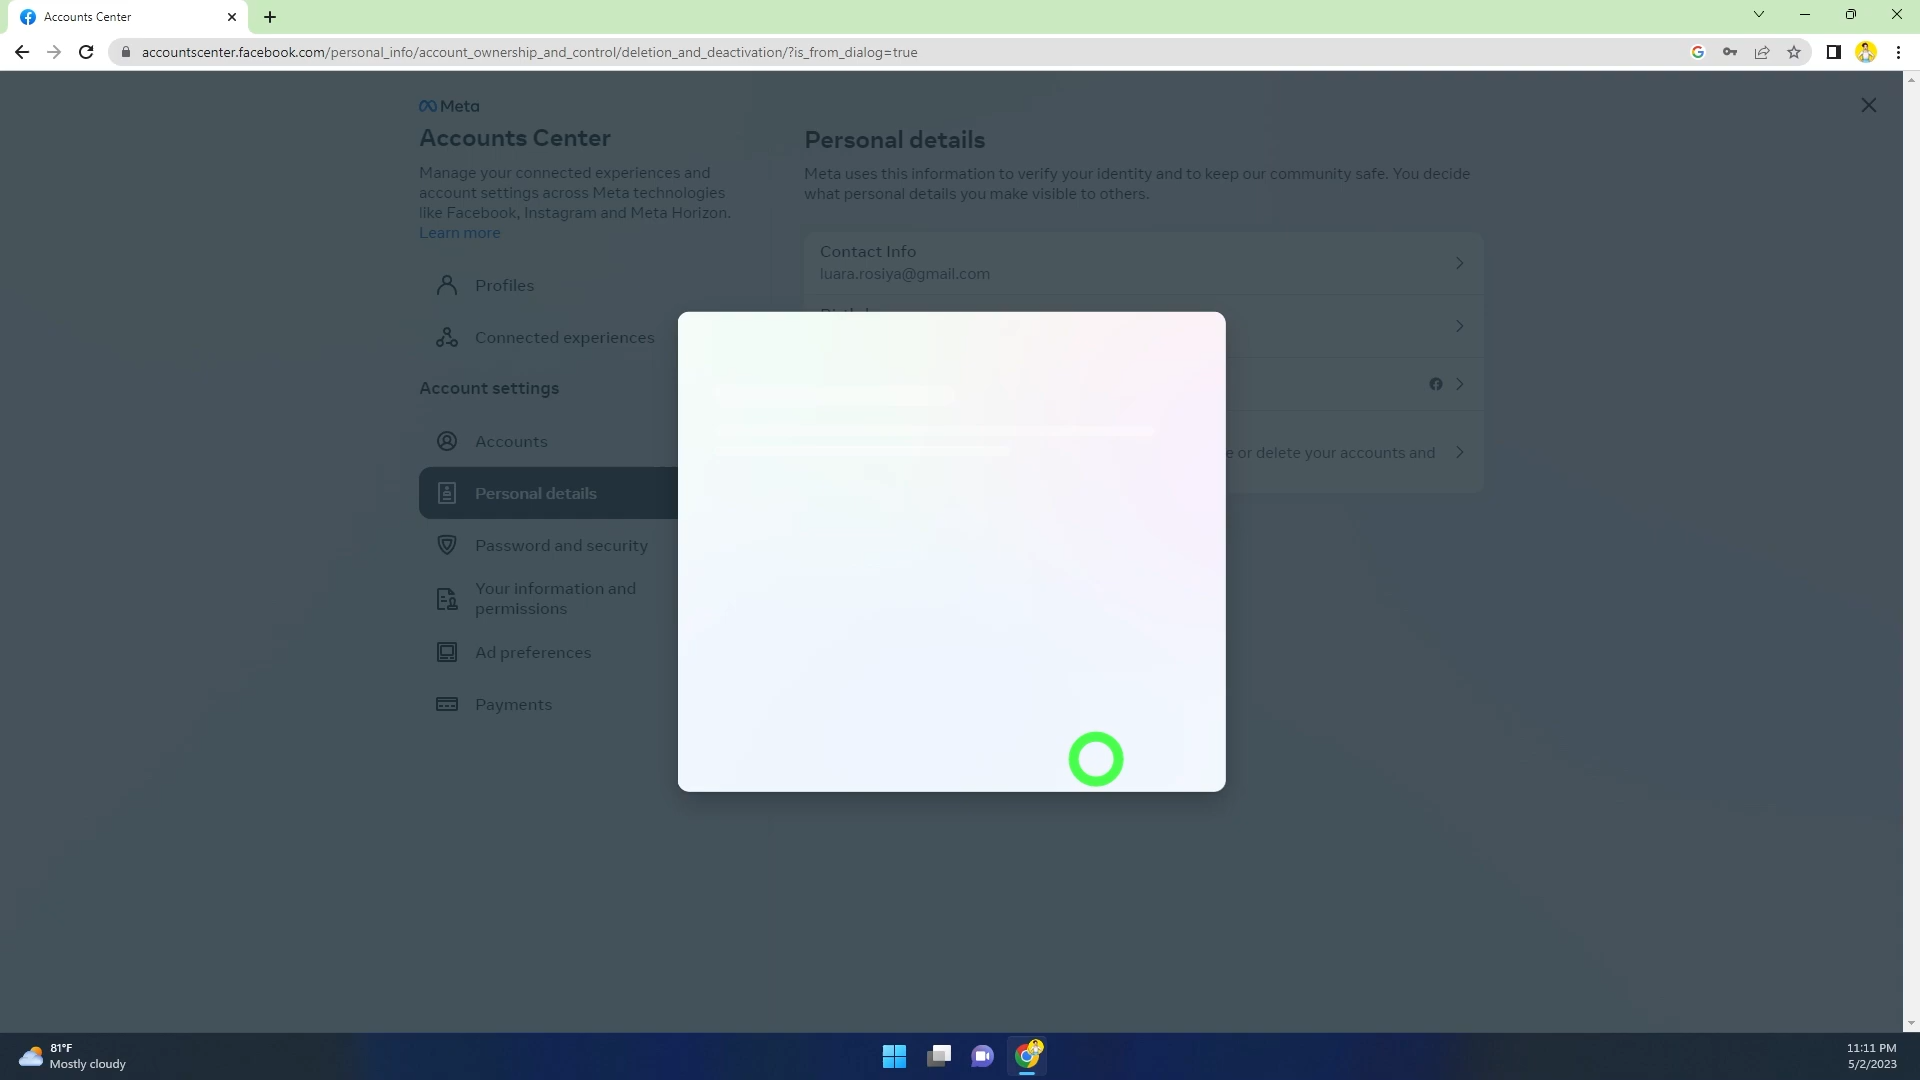 Accounts Center
accountscenter.facebook.com/personal_info/account_ownership_and_control/deletion_and_deactivation/?is_from_dialog=true
Meta
Accounts Center
Manage your connected experiences and
account settings across Meta technologies
like Facebook, Instagram and Meta Horizon.
Learn more
Profiles
Connected experiences
Account settings
Accounts
Personal details
Password and security
Your information and
permissions
Ad preferences
Payments
Personal details
Meta uses this information to verify your identity and to keep our community safe. You decide
what personal details you make visible to others.
Contact Info
luara.rosiya@gmail.com
e or delete your accounts and
81°F
Mostly cloudy
11:11 PM
5/2/2023